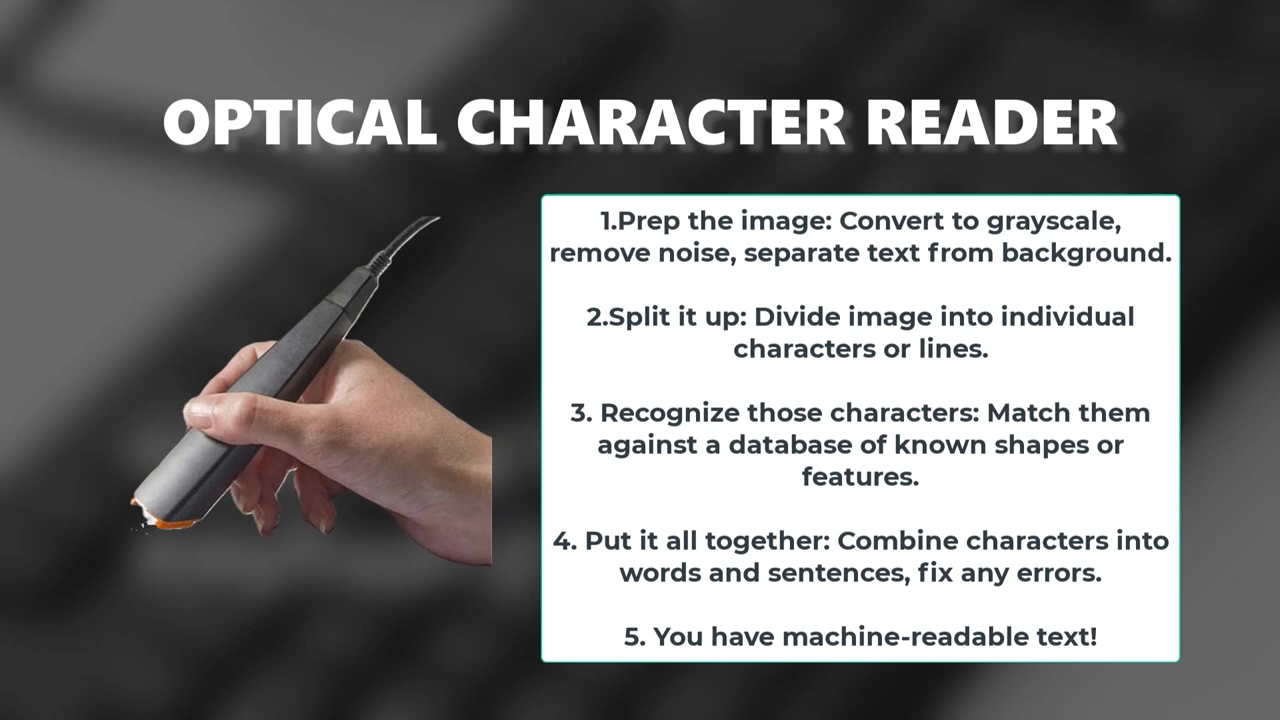 OPTICAL CHARACTER READER
1.Prep the image: Convert to grayscale,
remove noise, separate text from background.
2.Split it up: Divide image into individual
characters or lines.
3. Recognize those characters: Match them
against a database of known shapes or
features.
4. Put it all together: Combine characters into
words and sentences, fix any errors.
5. You have machine-readable text!